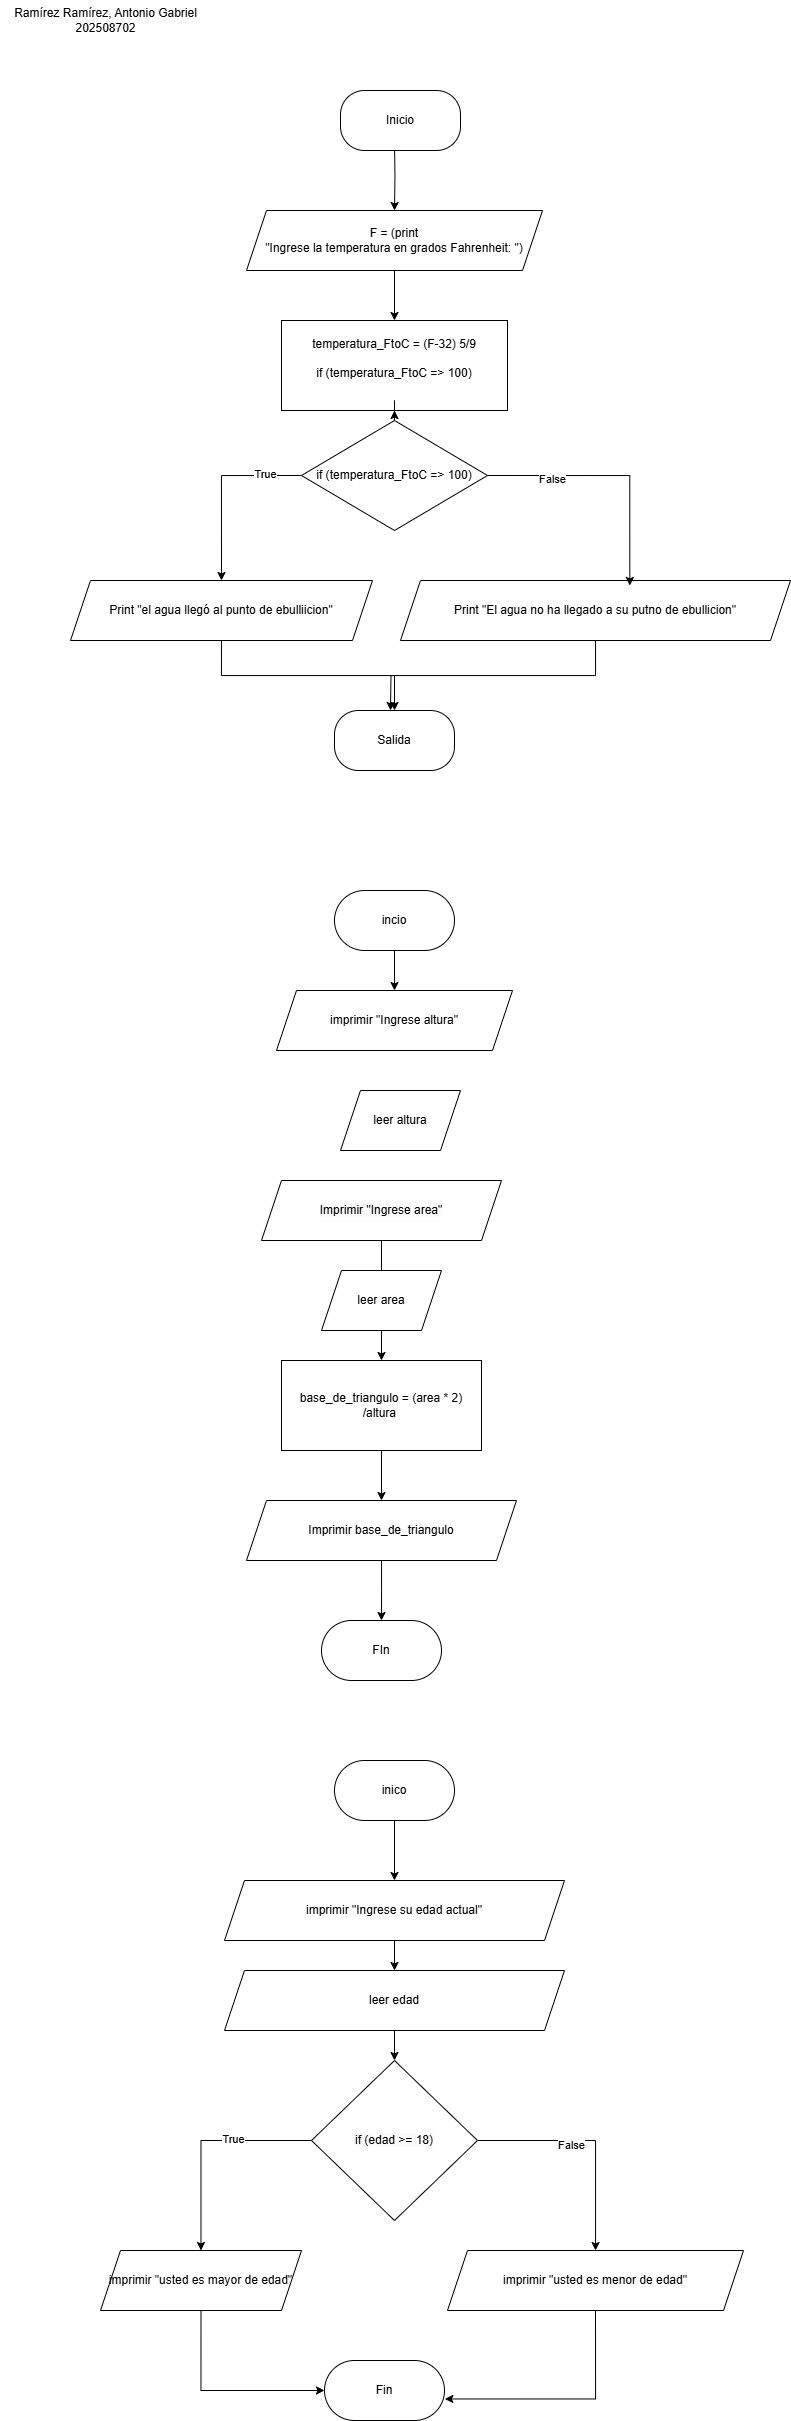 Ramírez Ramírez, Antonio Gabriel
202508702
Inicio
F = (print
"Ingrese la temperatura en grados Fahrenheit: ")
temperatura_FtoC = (F-32) 5/9
if (temperatura_FtoC => 100)
if (temperatura_FtoC => 100)
True
False
Print "el agua llegó al punto de ebulliicion"
Print "El agua no ha llegado a su putno de ebullicion"
Salida
incio
imprimir "Ingrese altura"
leer altura
Imprimir "Ingrese area"
leer area
base_de_triangulo = (area * 2)
/altura
Imprimir base_de_triangulo
FIn
inico
imprimir "Ingrese su edad actual"
leer edad
if (edad >= 18)
True
False
imprimir "usted es mayor de edad"
imprimir "usted es menor de edad"
Fin